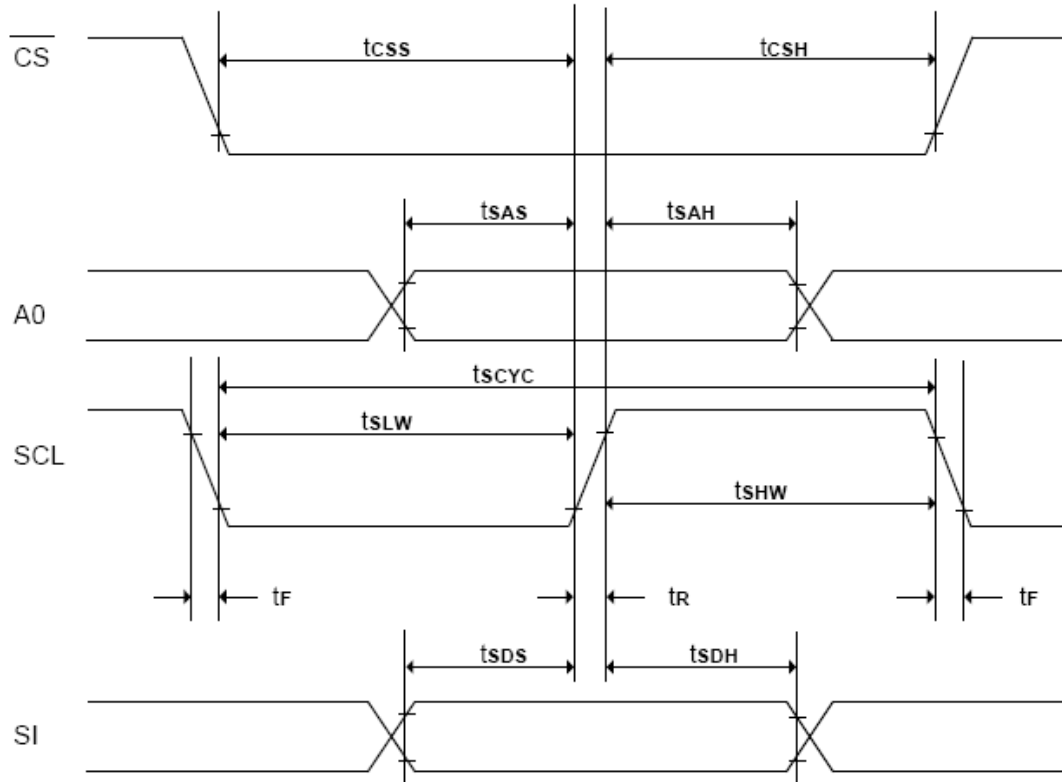 CS
tCSS
tCSH
tSAS
tSAH
A0
tSCYC
tSLW
SCL
tSHW
tF
tR
tF
tSDS
tSDH
SI